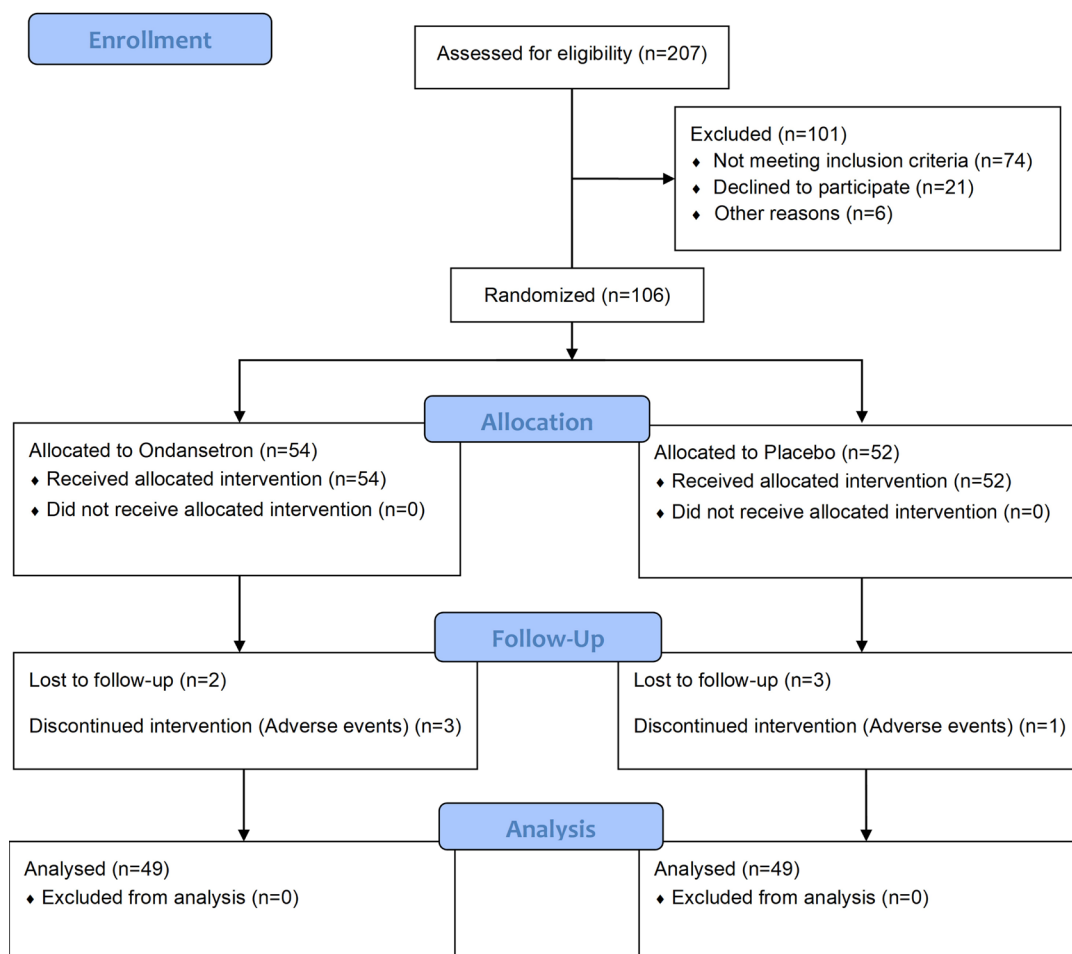 Enrollment
Assessed for eligibility (n=207)
Excluded (n=101)
♦ Not meeting inclusion criteria (n=74)
♦ Declined to participate (n=21)
♦ Other reasons (n=6)
Randomized (n=106)
Allocation
Allocated to Ondansetron (n=54)
♦ Received allocated intervention (n=54)
♦ Did not receive allocated intervention (n=0)
Allocated to Placebo (n=52)
♦ Received allocated intervention (n=52)
♦ Did not receive allocated intervention (n=0)
Follow-Up
Lost to follow-up (n=2)
Discontinued intervention (Adverse events) (n=3)
Lost to follow-up (n=3)
Discontinued intervention (Adverse events) (n=1)
Analysis
Analysed (n=49)
♦ Excluded from analysis (n=0)
Analysed (n=49)
♦ Excluded from analysis (n=0)